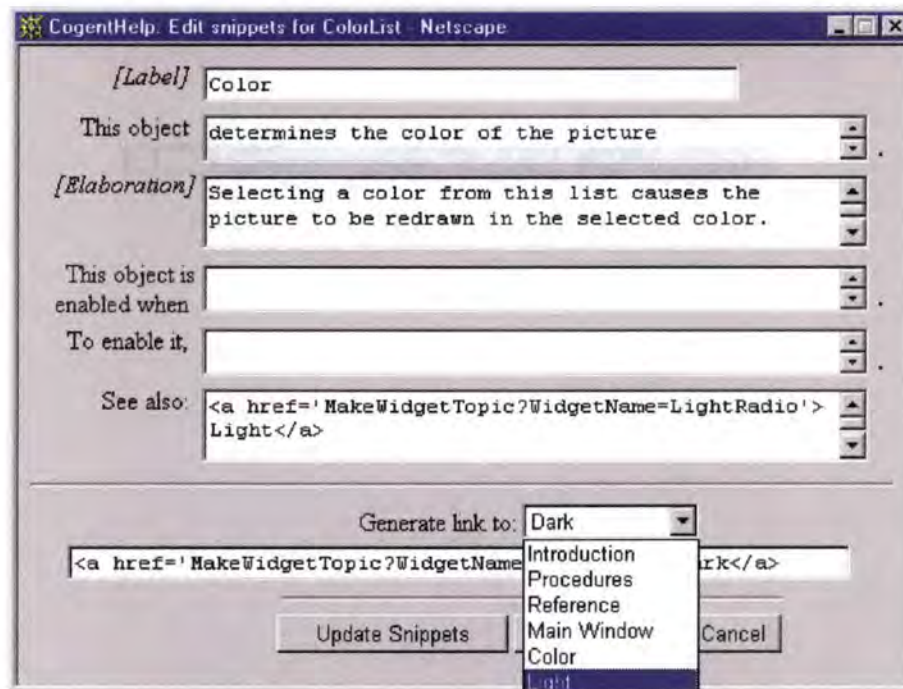 CogentHelp. Edit snippets for ColorList - Netscape
[Label] Color
This object determines the color of the picture .
[Elaboration] Selecting a color from this list causes the
picture to be redrawn in the selected color.
This object is
enabled when .
To enable it, .
See also: <a href='MakeWidgetTopic?WidgetName=LightRadio'>
Light</a>
Generate link to: Dark
<a href='MakeWidgetTopic?WidgetName rk</a>
Introduction
Procedures
Reference
Main Window
Color
Light
Update Snippets Cancel